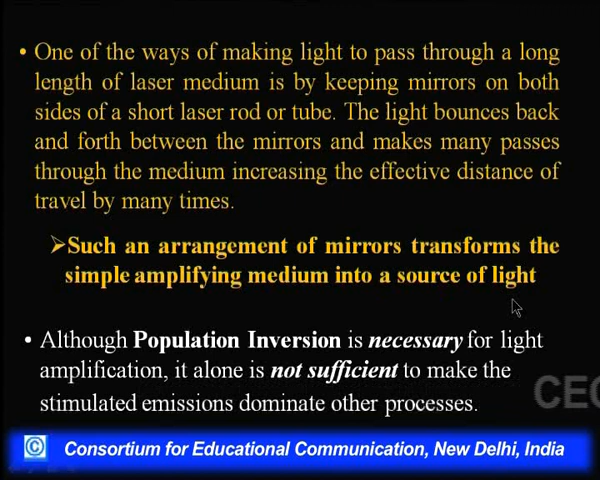 • One of the ways of making light to pass through a long
length of laser medium is by keeping mirrors on both
sides of a short laser rod or tube. The light bounces back
and forth between the mirrors and makes many passes
through the medium increasing the effective distance of
travel by many times.
➢Such an arrangement of mirrors transforms the
simple amplifying medium into a source of light
• Although Population Inversion is necessary for light
amplification, it alone is not sufficient to make the
stimulated emissions dominate other processes.
CEC
© Consortium for Educational Communication, New Delhi, India